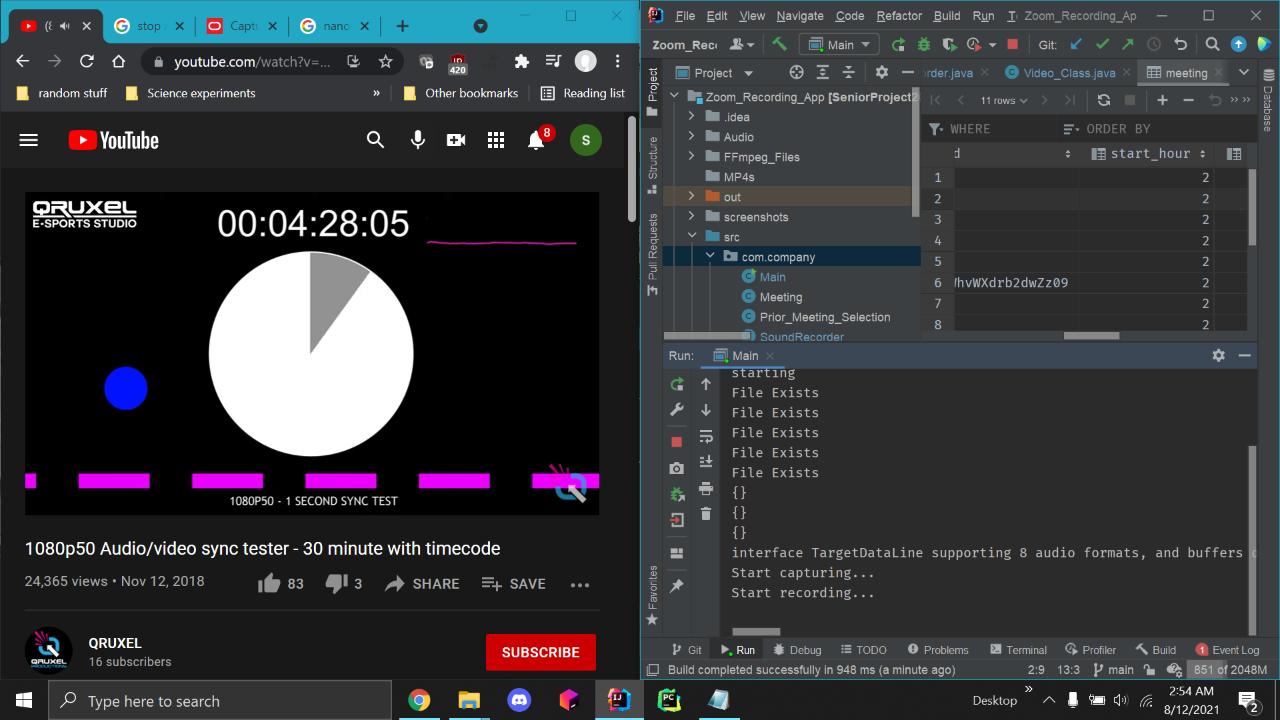 stop
Capt
nano
youtube.com/watch?v=...
420
random stuff
Science experiments
»
Other bookmarks
Reading list
YouTube
8
S
QRUXEL
E-SPORTS STUDIO
00:04:28:05
1080P50 - 1 SECOND SYNC TEST
1080p50 Audio/video sync tester - 30 minute with timecode
24,365 views • Nov 12, 2018
83
3
SHARE
SAVE
QRUXEL
16 subscribers
SUBSCRIBE
File Edit View Navigate Code Refactor Build Run T Zoom_Recording_Ap
Zoom_Reco
Main
Git:
Project
rder.java
Video_Class.java
meeting
Project
Structure
Pull Requests
Favorites
Database
Zoom_Recording_App [SeniorProject2
.idea
Audio
FFmpeg_Files
MP4s
out
screenshots
src
com.company
Main
Meeting
Prior_Meeting_Selection
SoundRecorder
11 rows
WHERE
ORDER BY
d
start_hour
1 2
2 2
3 2
4 2
5 2
6 WhvWXdrb2dwZz09 2
7 2
8 2
Run: Main
starting
File Exists
File Exists
File Exists
File Exists
File Exists
{}
{}
{}
interface TargetDataLine supporting 8 audio formats, and buffers o
Start capturing...
Start recording...
Git
Run
Debug
TODO
Problems
Terminal
Profiler
Build
1
Event Log
Build completed successfully in 948 ms (a minute ago)
2:9
13:3
main
851 of 2048M
Type here to search
Desktop
»
2:54 AM
8/12/2021
2